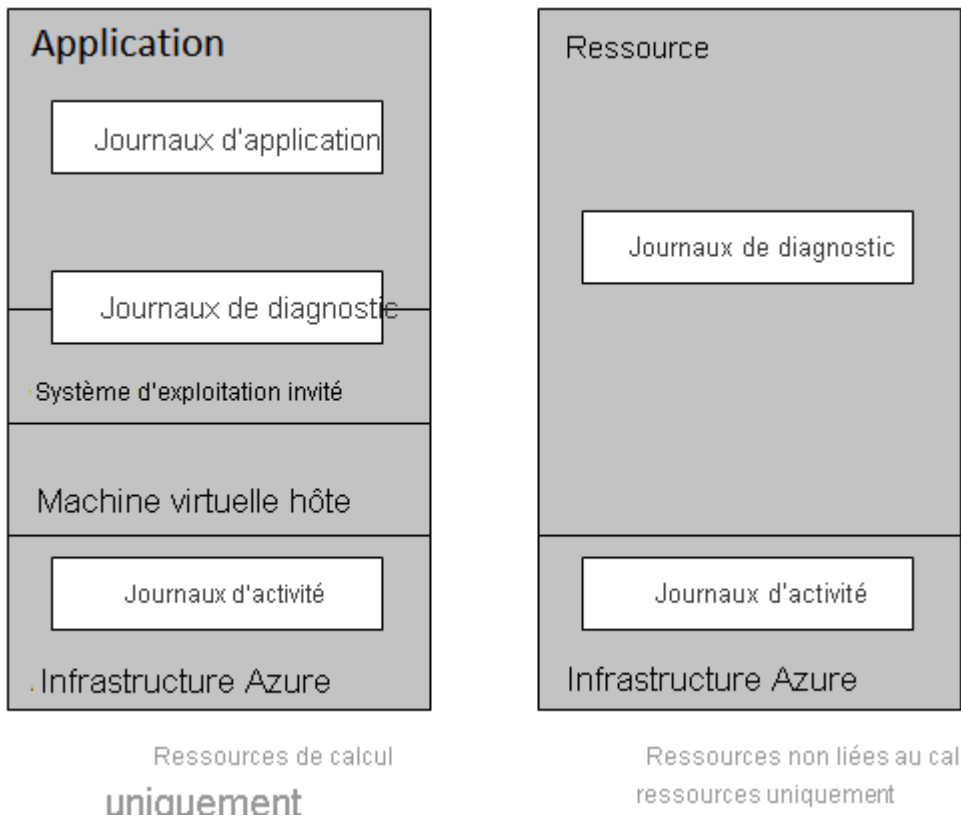 Application
Journaux d'application
Journaux de diagnostic
Système d'exploitation invité
Machine virtuelle hôte
Journaux d'activité
Infrastructure Azure
Ressources de calcul
uniquement
Ressource
Journaux de diagnostic
Journaux d'activité
Infrastructure Azure
Ressources non liées au cal
ressources uniquement